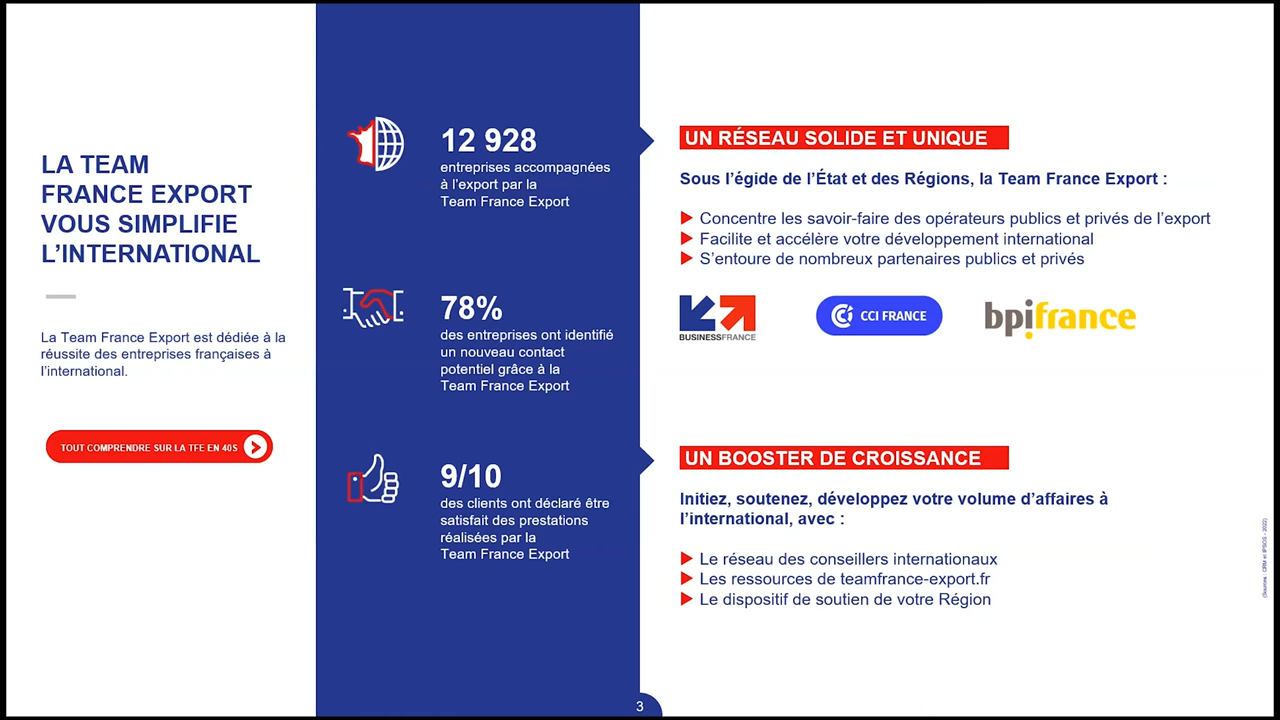 LA TEAM
FRANCE EXPORT
VOUS SIMPLIFIE
L’INTERNATIONAL
La Team France Export est dédiée à la
réussite des entreprises françaises à
l’international.
TOUT COMPRENDRE SUR LA TFE EN 40S
12 928
entreprises accompagnées
à l’export par la
Team France Export
78%
des entreprises ont identifié
un nouveau contact
potentiel grâce à la
Team France Export
9/10
des clients ont déclaré être
satisfait des prestations
réalisées par la
Team France Export
UN RÉSEAU SOLIDE ET UNIQUE
Sous l’égide de l’État et des Régions, la Team France Export :
Concentre les savoir-faire des opérateurs publics et privés de l’export
Facilite et accélère votre développement international
S’entoure de nombreux partenaires publics et privés
BUSINESSFRANCE
CCI FRANCE
bpifrance
UN BOOSTER DE CROISSANCE
Initiez, soutenez, développez votre volume d’affaires à
l’international, avec :
Le réseau des conseillers internationaux
Les ressources de teamfrance-export.fr
Le dispositif de soutien de votre Région
(Sources : CRM et IPSOS - 2022)
3